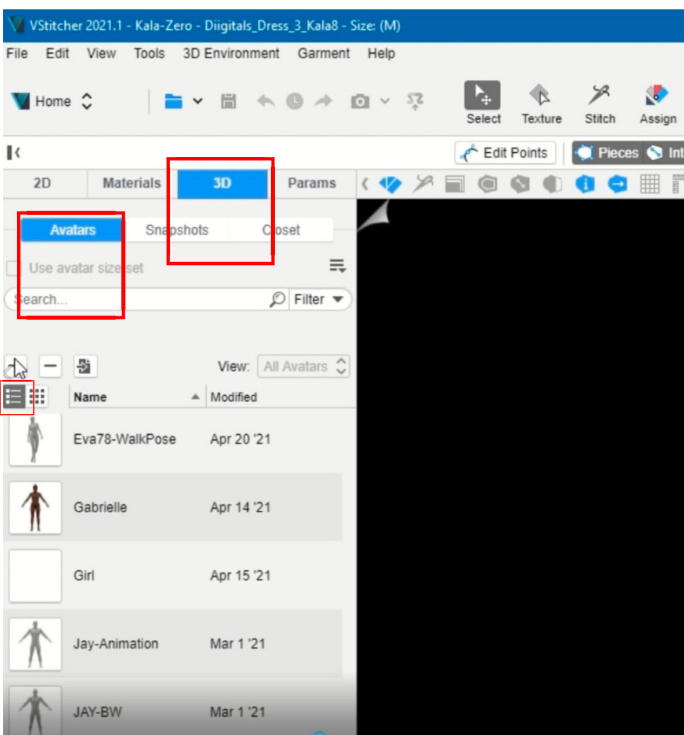 VStitcher 2021.1 - Kala-Zero - Diigitals_Dress_3_Kala8 - Size: (M)
File Edit View Tools 3D Environment Garment Help
Home
Select Texture Stitch Assign
Edit Points Pieces Int
2D Materials 3D Params
Avatars Snapshots Closet
Use avatar size set
Search... Filter
View: All Avatars
Name Modified
Eva78-WalkPose Apr 20 '21
Gabrielle Apr 14 '21
Girl Apr 15 '21
Jay-Animation Mar 1 '21
JAY-BW Mar 1 '21